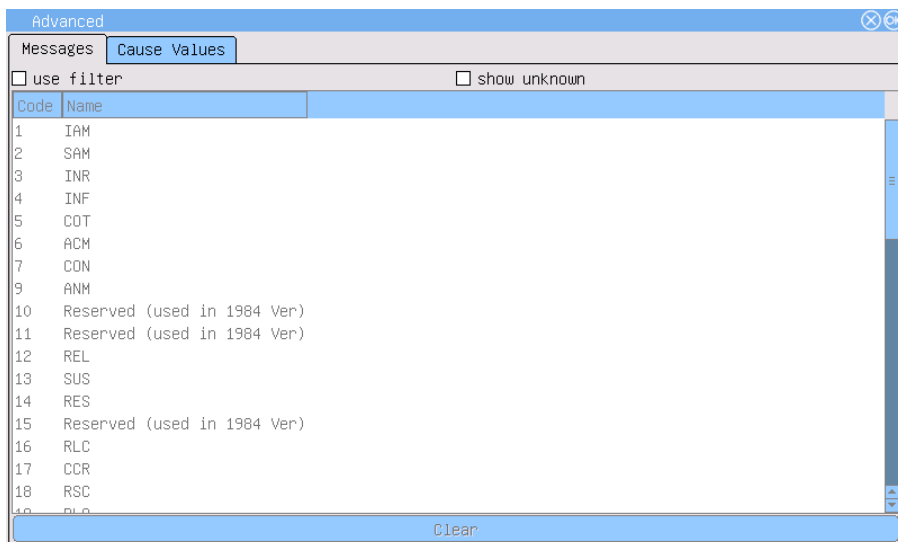 Advanced
Messages Cause Values
use filter show unknown
Code Name
1 IAM
2 SAM
3 INR
4 INF
5 COT
6 ACM
7 CON
9 ANM
10 Reserved (used in 1984 Ver)
11 Reserved (used in 1984 Ver)
12 REL
13 SUS
14 RES
15 Reserved (used in 1984 Ver)
16 RLC
17 CCR
18 RSC
Clear